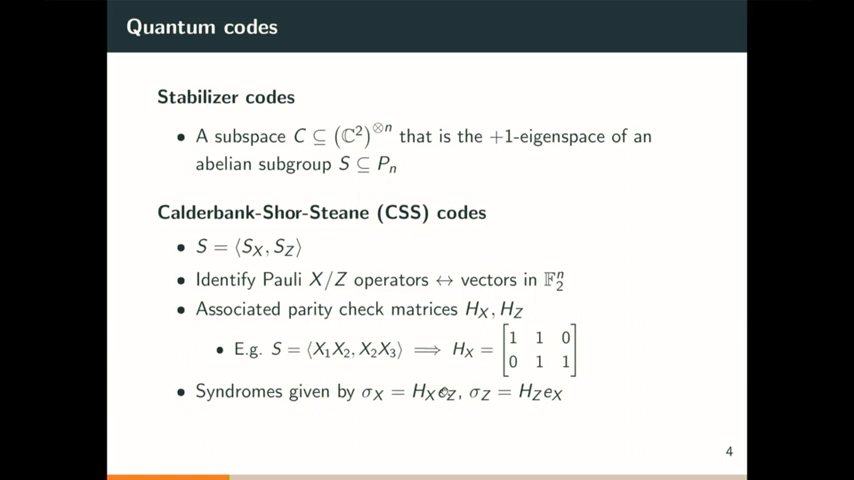 Quantum codes
Stabilizer codes
• A subspace C ⊆ (ℂ²)^⊗n that is the +1-eigenspace of an
abelian subgroup S ⊆ Pₙ
Calderbank-Shor-Steane (CSS) codes
• S = ⟨S_X, S_Z⟩
• Identify Pauli X/Z operators ↔ vectors in 𝔽₂ⁿ
• Associated parity check matrices H_X, H_Z
• E.g. S = ⟨X₁X₂, X₂X₃⟩ ⟹ H_X = [1 1 0
0 1 1]
• Syndromes given by σ_X = H_X e_Z, σ_Z = H_Z e_X
4